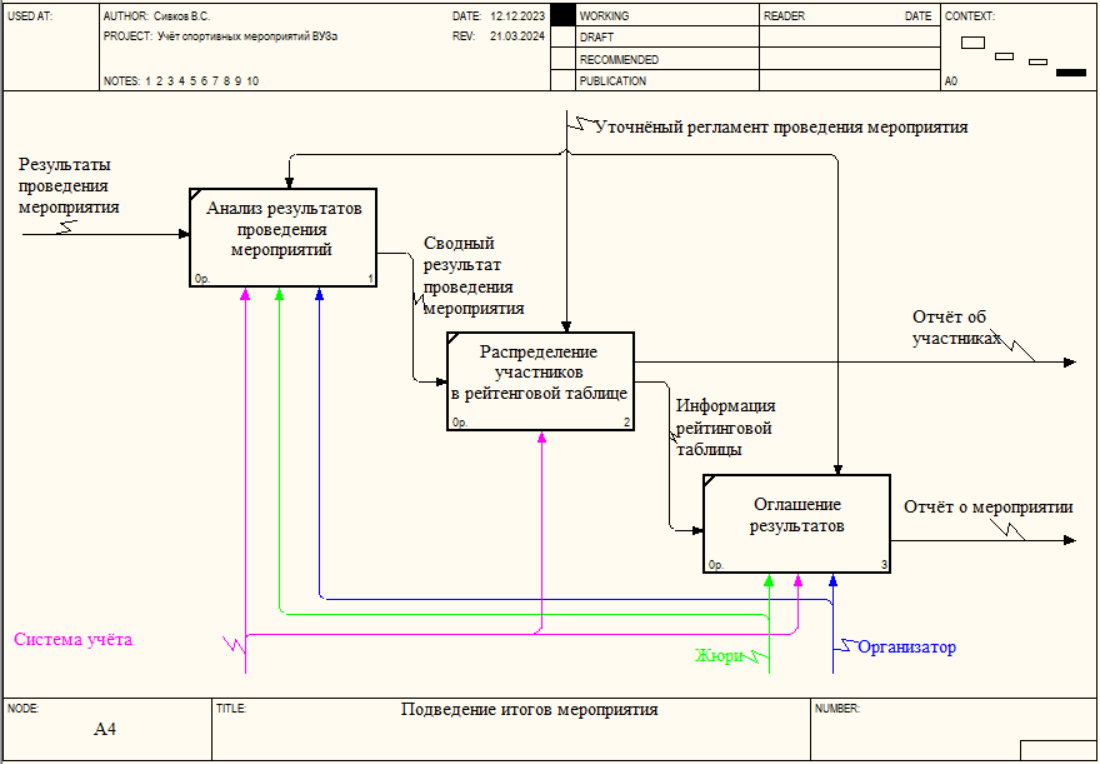 USED AT:
AUTHOR: Сивков В.С.
DATE: 12.12.2023
PROJECT: Учёт спортивных мероприятий ВУЗа
REV: 21.03.2024
NOTES: 1 2 3 4 5 6 7 8 9 10
WORKING
DRAFT
RECOMMENDED
PUBLICATION
READER
DATE
CONTEXT:
A0
Уточнёный регламент проведения мероприятия
Результаты
проведения
мероприятия
Анализ результатов
проведения
мероприятий
0р.
1
Сводный
результат
проведения
мероприятия
Распределение
участников
в рейтенговой таблице
0р.
2
Отчёт об
участниках
Информация
рейтинговой
таблицы
Оглашение
результатов
0р.
3
Отчёт о мероприятии
Система учёта
Жюри
Организатор
NODE:
A4
TITLE:
Подведение итогов мероприятия
NUMBER: